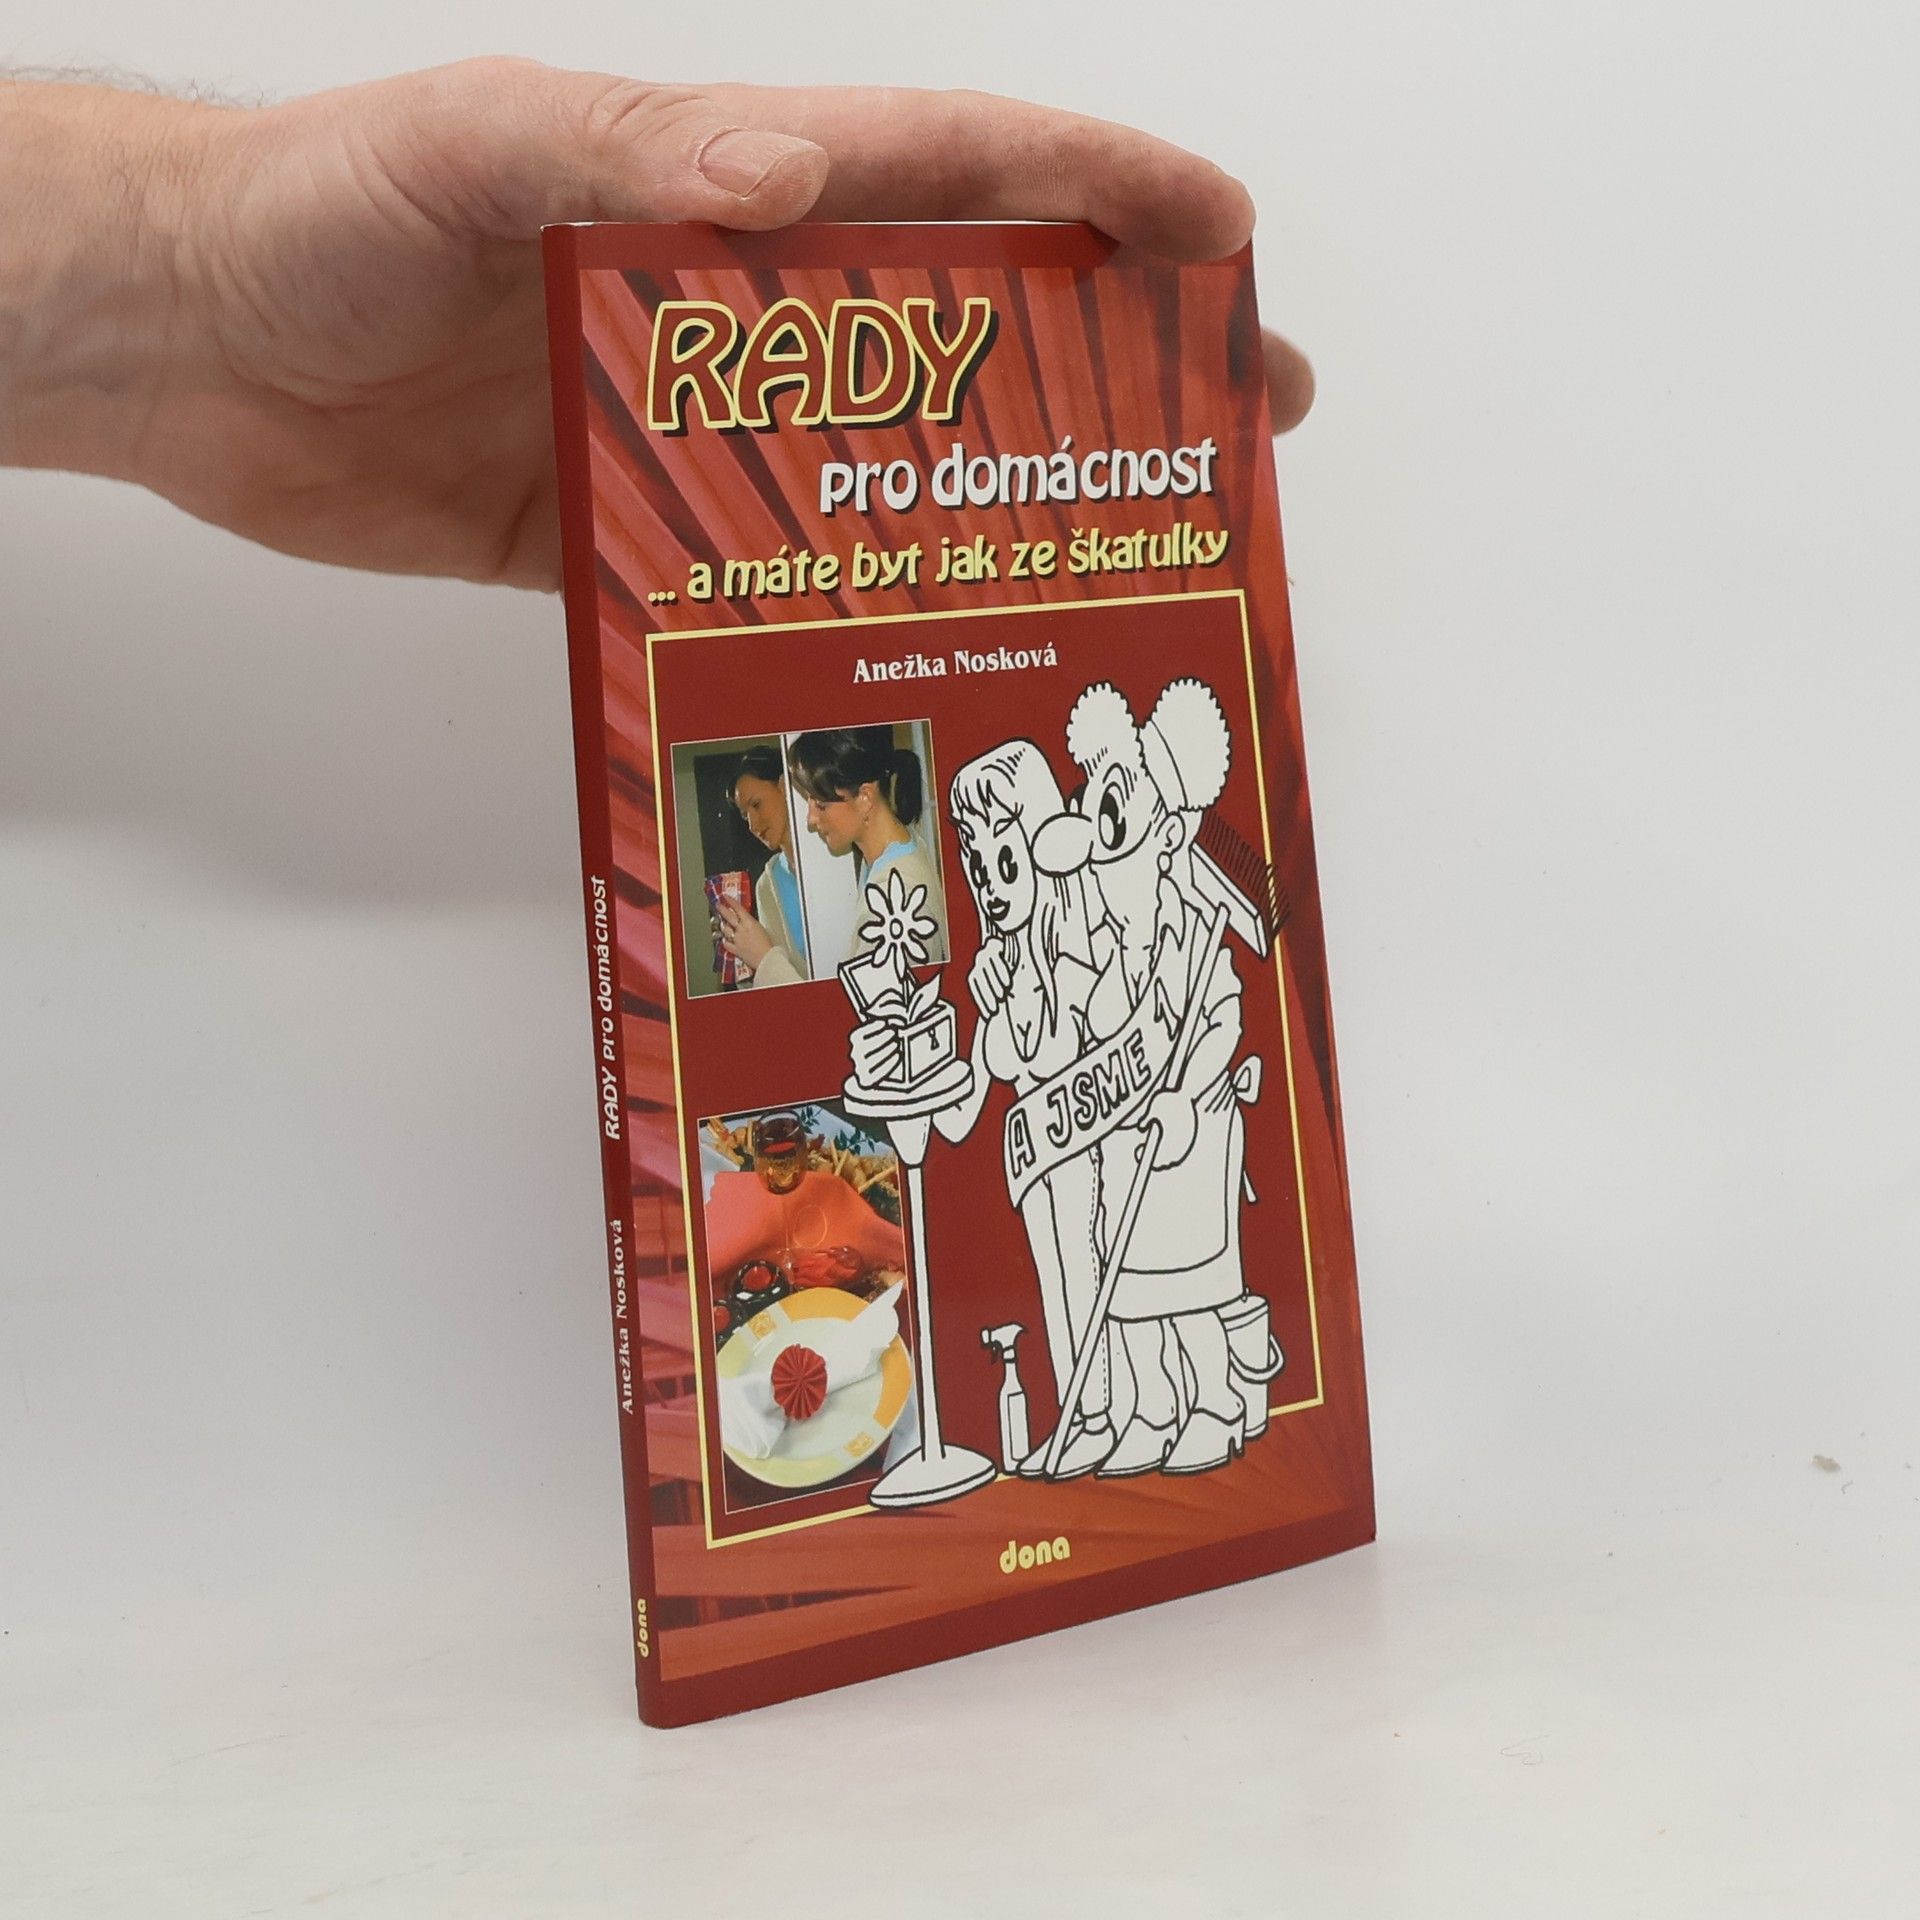 RADY
pro domácnost
... a máte byt jak ze škatulky
Anežka Nosková
A JSME
dona
RADY pro domácnost
Anežka Nosková
dona